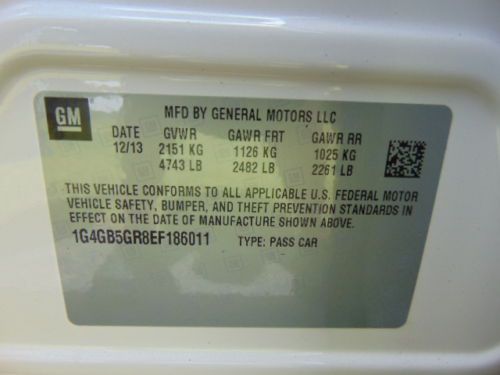 GM
MFD BY GENERAL MOTORS LLC
DATE GVWR GAWR FRT GAWR RR
12/13 2151 KG 1126 KG 1025 KG
4743 LB 2482 LB 2261 LB
THIS VEHICLE CONFORMS TO ALL APPLICABLE U.S. FEDERAL MOTOR
VEHICLE SAFETY, BUMPER, AND THEFT PREVENTION STANDARDS IN
EFFECT ON THE DATE OF MANUFACTURE SHOWN ABOVE.
1G4GB5GR8EF186011 TYPE: PASS CAR